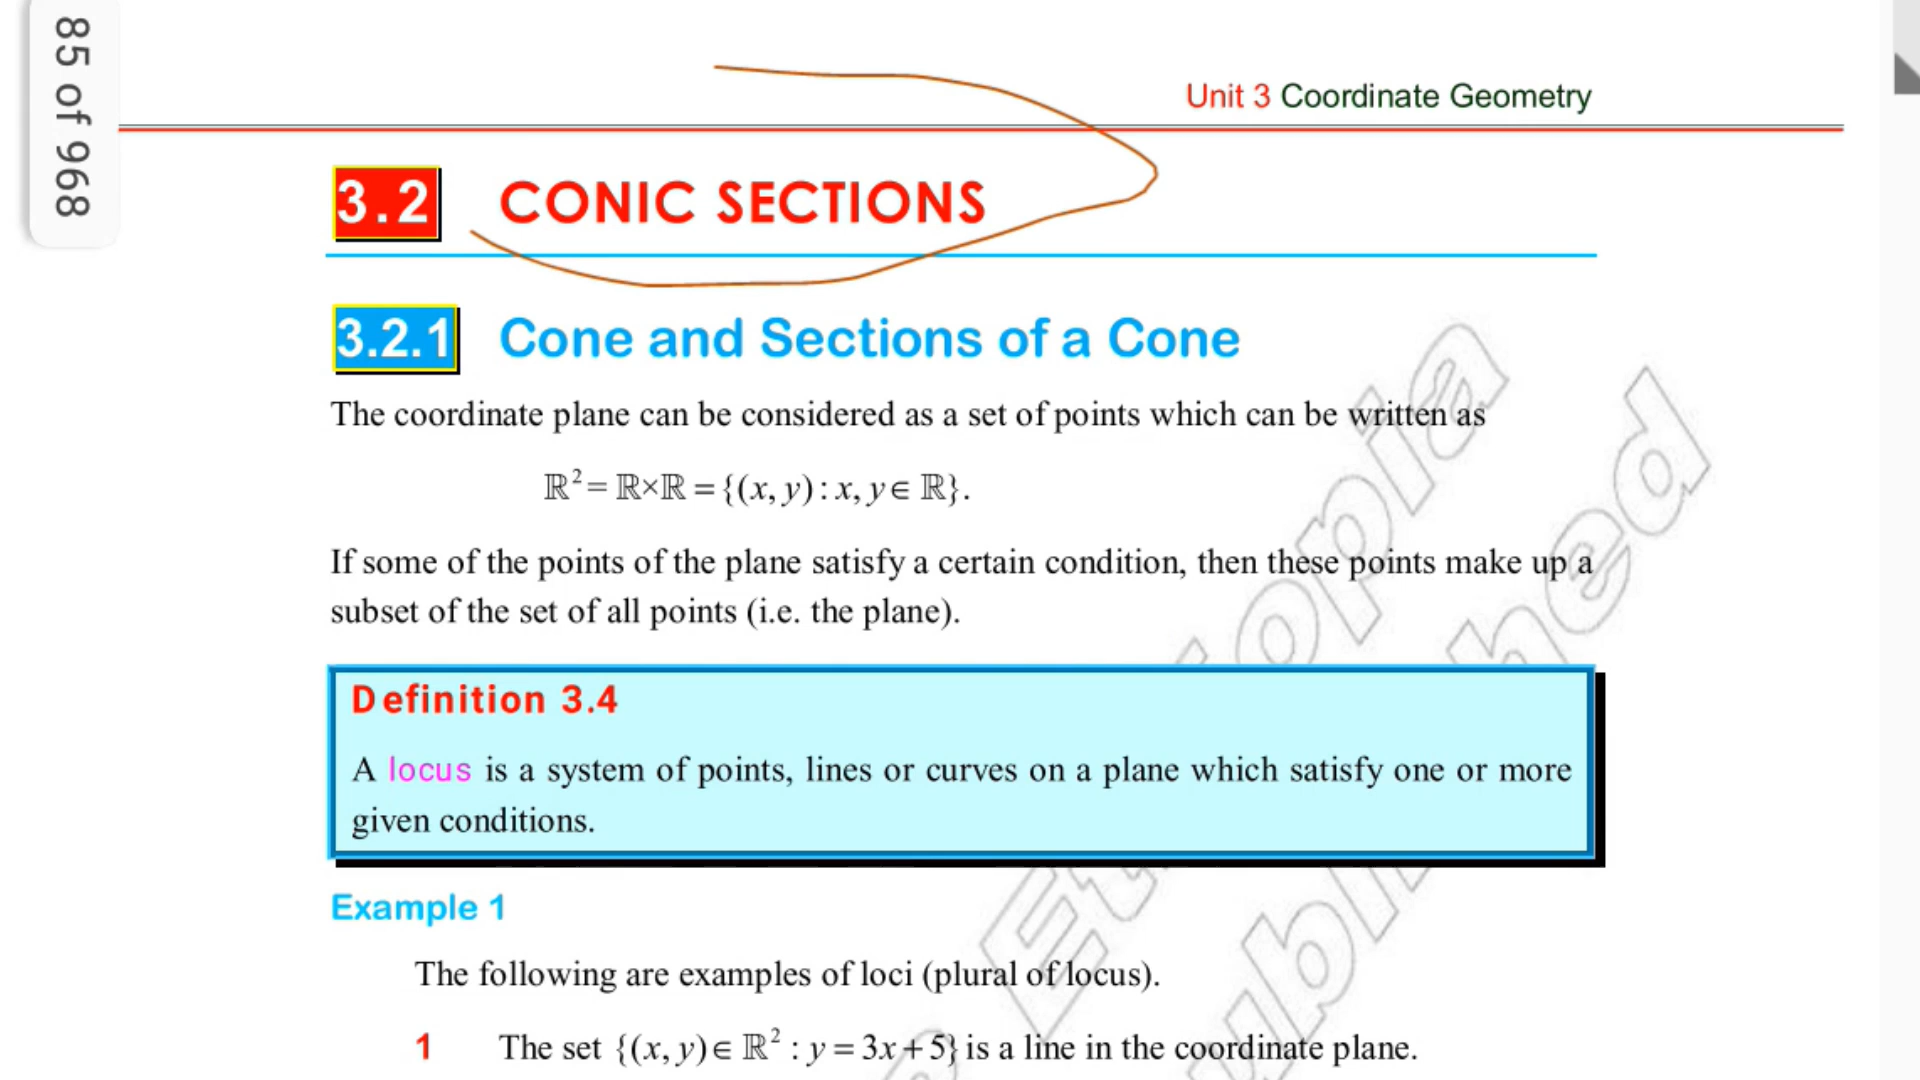 85 of 968
Unit 3 Coordinate Geometry
3.2 CONIC SECTIONS
3.2.1 Cone and Sections of a Cone
The coordinate plane can be considered as a set of points which can be written as
ℝ² = ℝ×ℝ = {(x, y) : x, y ∈ ℝ}.
If some of the points of the plane satisfy a certain condition, then these points make up a
subset of the set of all points (i.e. the plane).
Definition 3.4
A locus is a system of points, lines or curves on a plane which satisfy one or more
given conditions.
Example 1
The following are examples of loci (plural of locus).
1 The set {(x, y) ∈ ℝ² : y = 3x + 5} is a line in the coordinate plane.